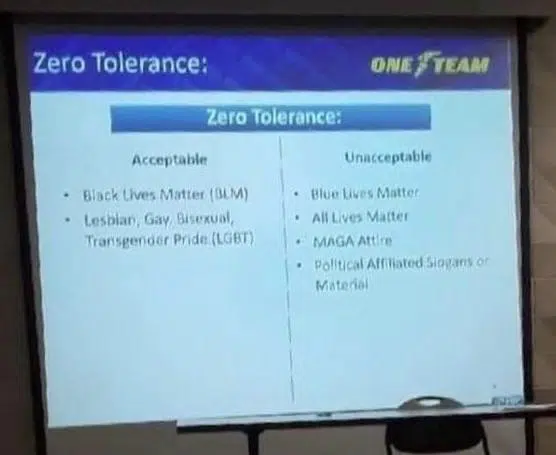 Zero Tolerance:
ONE TEAM
Zero Tolerance:
Acceptable
• Black Lives Matter (BLM)
• Lesbian, Gay, Bisexual,
Transgender Pride (LGBT)
Unacceptable
• Blue Lives Matter
• All Lives Matter
• MAGA Attire
• Political Affiliated Slogans or
Material